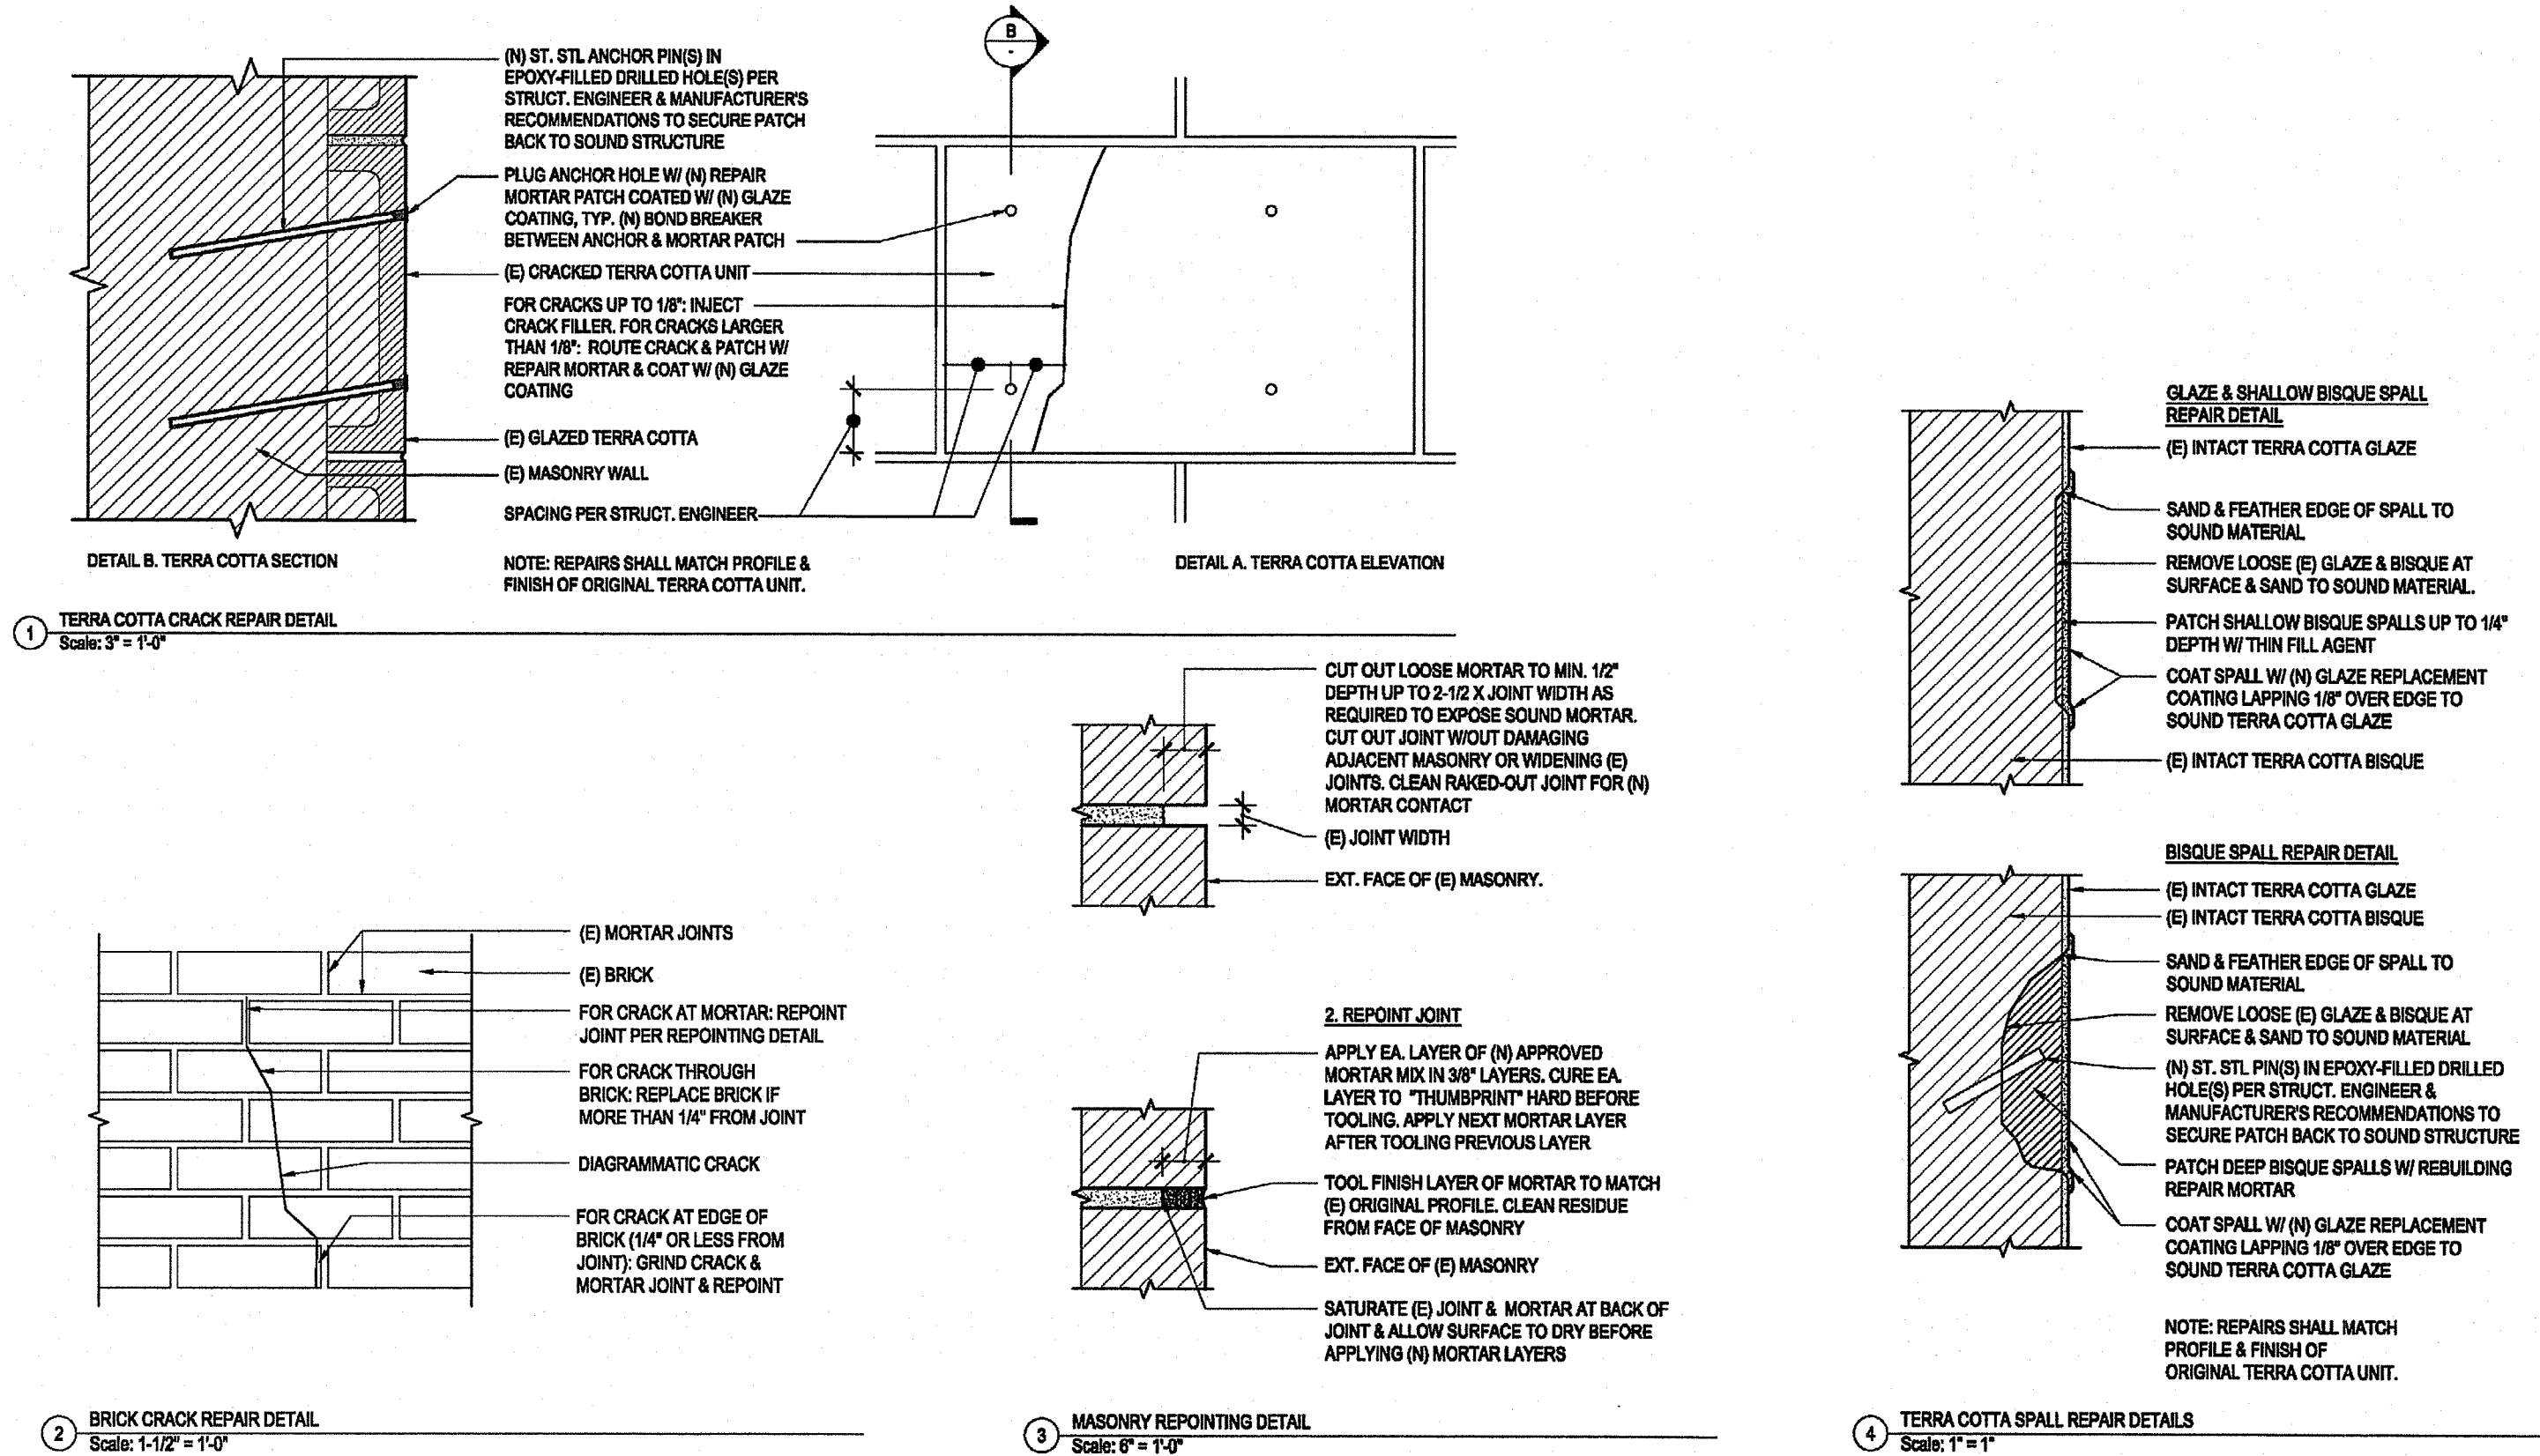 (N) ST. STL ANCHOR PIN(S) IN
EPOXY-FILLED DRILLED HOLE(S) PER
STRUCT. ENGINEER & MANUFACTURER'S
RECOMMENDATIONS TO SECURE PATCH
BACK TO SOUND STRUCTURE
PLUG ANCHOR HOLE W/ (N) REPAIR
MORTAR PATCH COATED W/ (N) GLAZE
COATING, TYP. (N) BOND BREAKER
BETWEEN ANCHOR & MORTAR PATCH
(E) CRACKED TERRA COTTA UNIT
FOR CRACKS UP TO 1/8": INJECT
CRACK FILLER. FOR CRACKS LARGER
THAN 1/8": ROUTE CRACK & PATCH W/
REPAIR MORTAR & COAT W/ (N) GLAZE
COATING
(E) GLAZED TERRA COTTA
(E) MASONRY WALL
SPACING PER STRUCT. ENGINEER
NOTE: REPAIRS SHALL MATCH PROFILE &
FINISH OF ORIGINAL TERRA COTTA UNIT.
DETAIL B. TERRA COTTA SECTION
B
-
DETAIL A. TERRA COTTA ELEVATION
1
TERRA COTTA CRACK REPAIR DETAIL
Scale: 3" = 1'-0"
(E) MORTAR JOINTS
(E) BRICK
FOR CRACK AT MORTAR: REPOINT
JOINT PER REPOINTING DETAIL
FOR CRACK THROUGH
BRICK: REPLACE BRICK IF
MORE THAN 1/4" FROM JOINT
DIAGRAMMATIC CRACK
FOR CRACK AT EDGE OF
BRICK (1/4" OR LESS FROM
JOINT): GRIND CRACK &
MORTAR JOINT & REPOINT
2
BRICK CRACK REPAIR DETAIL
Scale: 1-1/2" = 1'-0"
CUT OUT LOOSE MORTAR TO MIN. 1/2"
DEPTH UP TO 2-1/2 X JOINT WIDTH AS
REQUIRED TO EXPOSE SOUND MORTAR.
CUT OUT JOINT W/OUT DAMAGING
ADJACENT MASONRY OR WIDENING (E)
JOINTS. CLEAN RAKED-OUT JOINT FOR (N)
MORTAR CONTACT
(E) JOINT WIDTH
EXT. FACE OF (E) MASONRY.
2. REPOINT JOINT
APPLY EA. LAYER OF (N) APPROVED
MORTAR MIX IN 3/8" LAYERS. CURE EA.
LAYER TO "THUMBPRINT" HARD BEFORE
TOOLING. APPLY NEXT MORTAR LAYER
AFTER TOOLING PREVIOUS LAYER
TOOL FINISH LAYER OF MORTAR TO MATCH
(E) ORIGINAL PROFILE. CLEAN RESIDUE
FROM FACE OF MASONRY
EXT. FACE OF (E) MASONRY
SATURATE (E) JOINT & MORTAR AT BACK OF
JOINT & ALLOW SURFACE TO DRY BEFORE
APPLYING (N) MORTAR LAYERS
3
MASONRY REPOINTING DETAIL
Scale: 6" = 1'-0"
GLAZE & SHALLOW BISQUE SPALL
REPAIR DETAIL
(E) INTACT TERRA COTTA GLAZE
SAND & FEATHER EDGE OF SPALL TO
SOUND MATERIAL
REMOVE LOOSE (E) GLAZE & BISQUE AT
SURFACE & SAND TO SOUND MATERIAL.
PATCH SHALLOW BISQUE SPALLS UP TO 1/4"
DEPTH W/ THIN FILL AGENT
COAT SPALL W/ (N) GLAZE REPLACEMENT
COATING LAPPING 1/8" OVER EDGE TO
SOUND TERRA COTTA GLAZE
(E) INTACT TERRA COTTA BISQUE
BISQUE SPALL REPAIR DETAIL
(E) INTACT TERRA COTTA GLAZE
(E) INTACT TERRA COTTA BISQUE
SAND & FEATHER EDGE OF SPALL TO
SOUND MATERIAL
REMOVE LOOSE (E) GLAZE & BISQUE AT
SURFACE & SAND TO SOUND MATERIAL
(N) ST. STL PIN(S) IN EPOXY-FILLED DRILLED
HOLE(S) PER STRUCT. ENGINEER &
MANUFACTURER'S RECOMMENDATIONS TO
SECURE PATCH BACK TO SOUND STRUCTURE
PATCH DEEP BISQUE SPALLS W/ REBUILDING
REPAIR MORTAR
COAT SPALL W/ (N) GLAZE REPLACEMENT
COATING LAPPING 1/8" OVER EDGE TO
SOUND TERRA COTTA GLAZE
NOTE: REPAIRS SHALL MATCH
PROFILE & FINISH OF
ORIGINAL TERRA COTTA UNIT.
4
TERRA COTTA SPALL REPAIR DETAILS
Scale: 1" = 1"